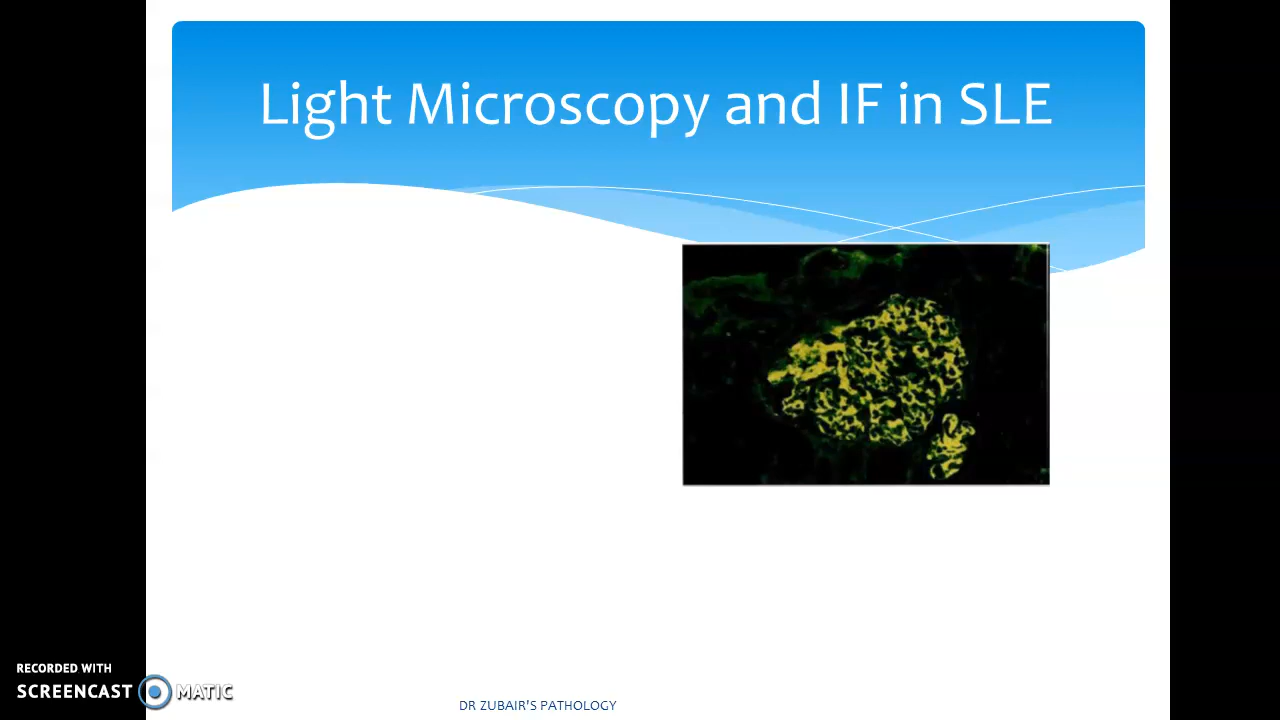 Light Microscopy and IF in SLE
RECORDED WITH
SCREENCAST MATIC
DR ZUBAIR'S PATHOLOGY